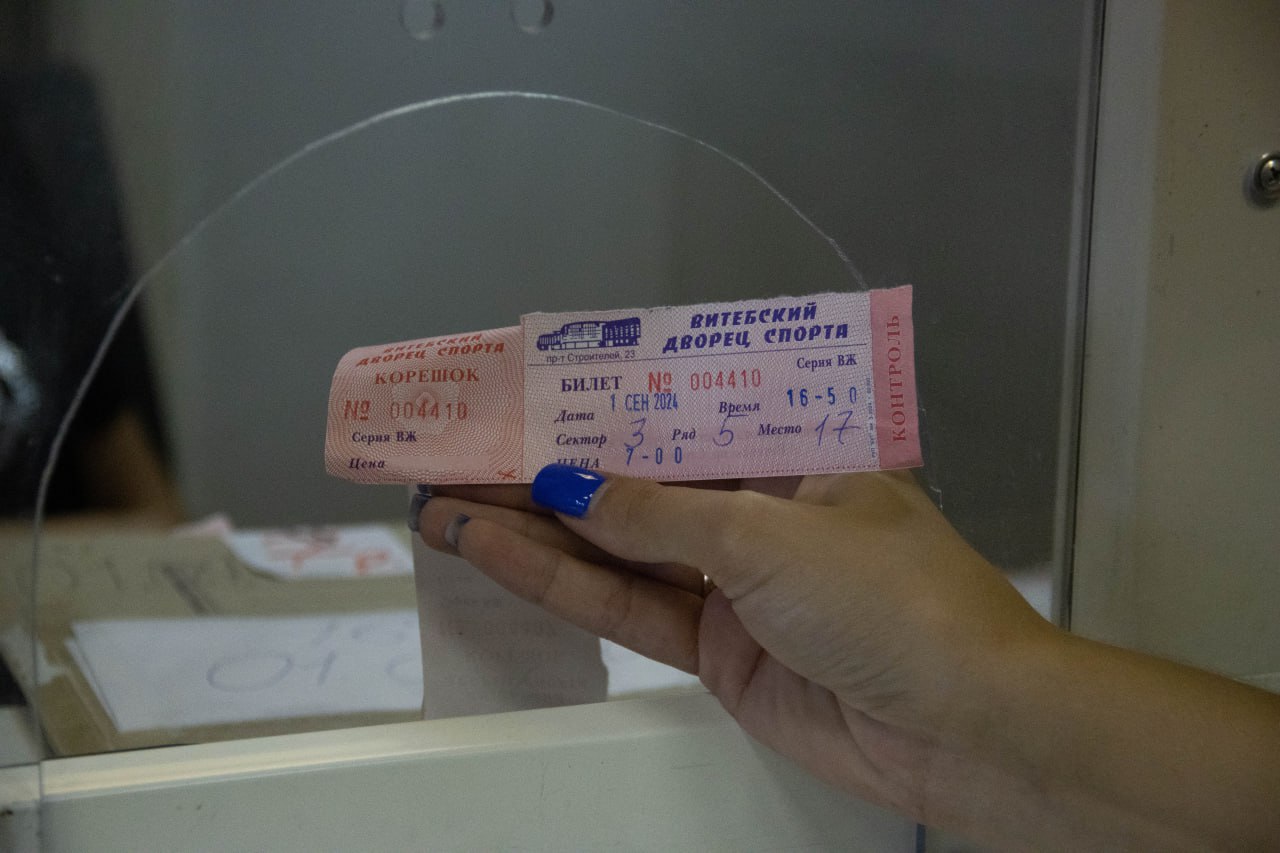 ВИТЕБСКИЙ
ДВОРЕЦ СПОРТА
КОРЕШОК
№ 004410
Серия ВЖ
Цена
ВИТЕБСКИЙ
ДВОРЕЦ СПОРТА
пр-т Строителей, 23
Серия ВЖ
БИЛЕТ № 004410
Дата 1 СЕН 2024 Время 16-50
Сектор 3 Ряд 5 Место 17
ЦЕНА 7-00
КОНТРОЛЬ